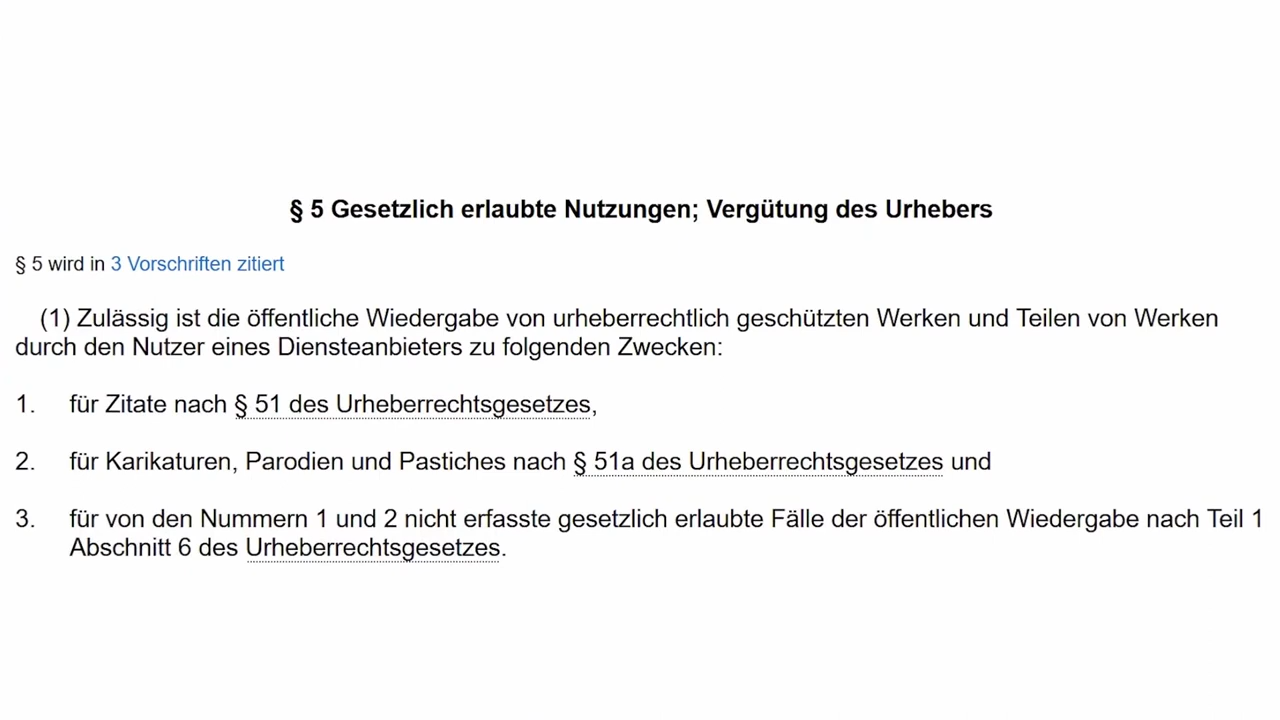 § 5 Gesetzlich erlaubte Nutzungen; Vergütung des Urhebers
§ 5 wird in 3 Vorschriften zitiert
(1) Zulässig ist die öffentliche Wiedergabe von urheberrechtlich geschützten Werken und Teilen von Werken
durch den Nutzer eines Diensteanbieters zu folgenden Zwecken:
1. für Zitate nach § 51 des Urheberrechtsgesetzes,
2. für Karikaturen, Parodien und Pastiches nach § 51a des Urheberrechtsgesetzes und
3. für von den Nummern 1 und 2 nicht erfasste gesetzlich erlaubte Fälle der öffentlichen Wiedergabe nach Teil 1
Abschnitt 6 des Urheberrechtsgesetzes.